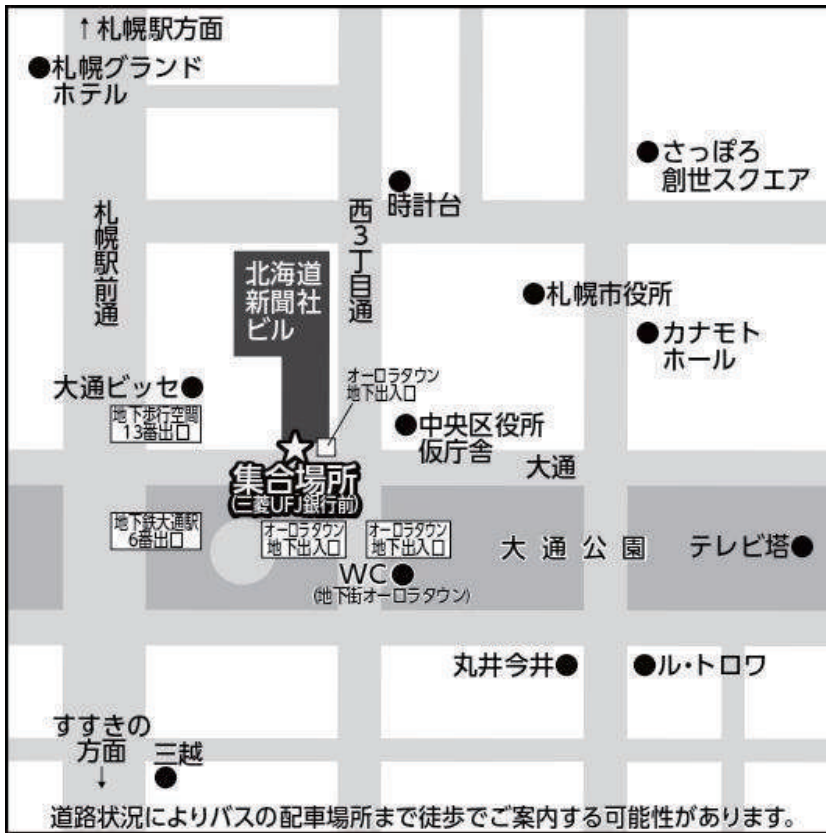 ↑札幌駅方面
●札幌グランド
ホテル
●さっぽろ
創世スクエア
●時計台
札幌駅前通
西3丁目通
北海道
新聞社
ビル
●札幌市役所
●カナモト
ホール
大通ビッセ●
オーロラタウン
地下出入口
地下歩行空間
13番出口
●中央区役所
仮庁舎
☆
集合場所
(三菱UFJ銀行前)
大通
地下鉄大通駅
6番出口
オーロラタウン
地下出入口
オーロラタウン
地下出入口
大通公園
テレビ塔●
WC●
(地下街オーロラタウン)
丸井今井●
●ル・トロワ
すすきの
方面
↓
三越
●
道路状況によりバスの配車場所まで徒歩でご案内する可能性があります。